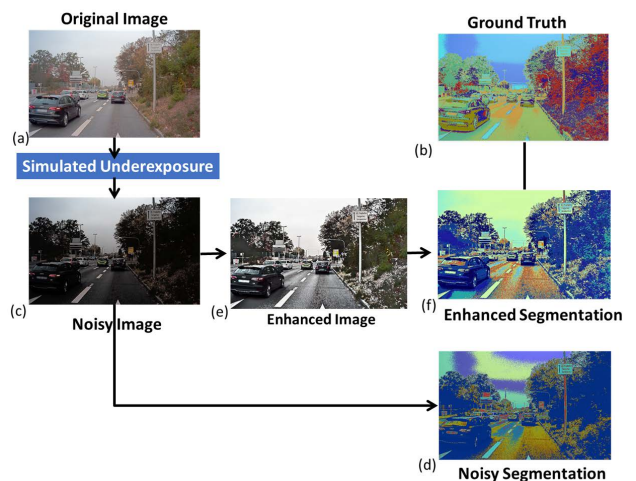 Original Image
Ground Truth
(a)
(b)
Simulated Underexposure
(c)
(e)
(f)
Noisy Image
Enhanced Image
Enhanced Segmentation
(d)
Noisy Segmentation